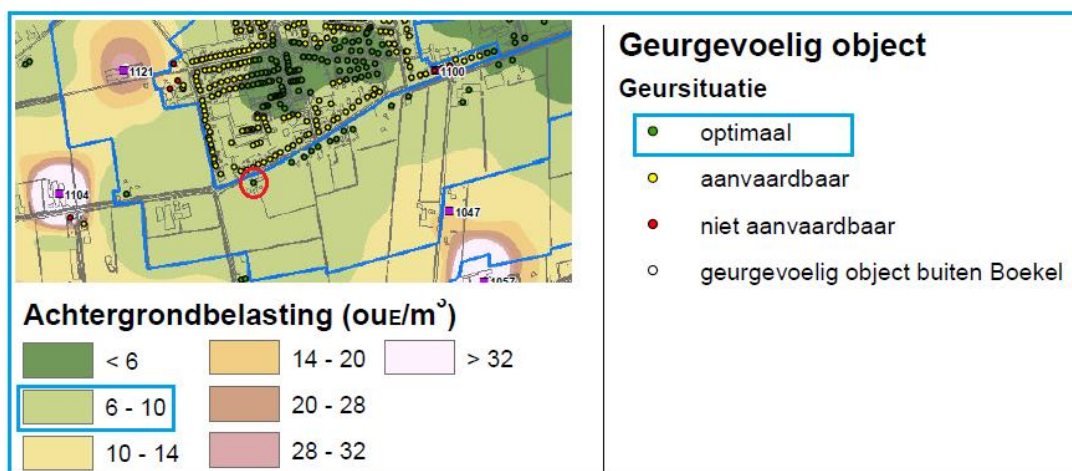 1121
1100
1104
1047
1057
Achtergrondbelasting (ouE/m³)
< 6
14 - 20
> 32
6 - 10
20 - 28
10 - 14
28 - 32
Geurgevoelig object
Geursituatie
optimaal
aanvaardbaar
niet aanvaardbaar
geurgevoelig object buiten Boekel